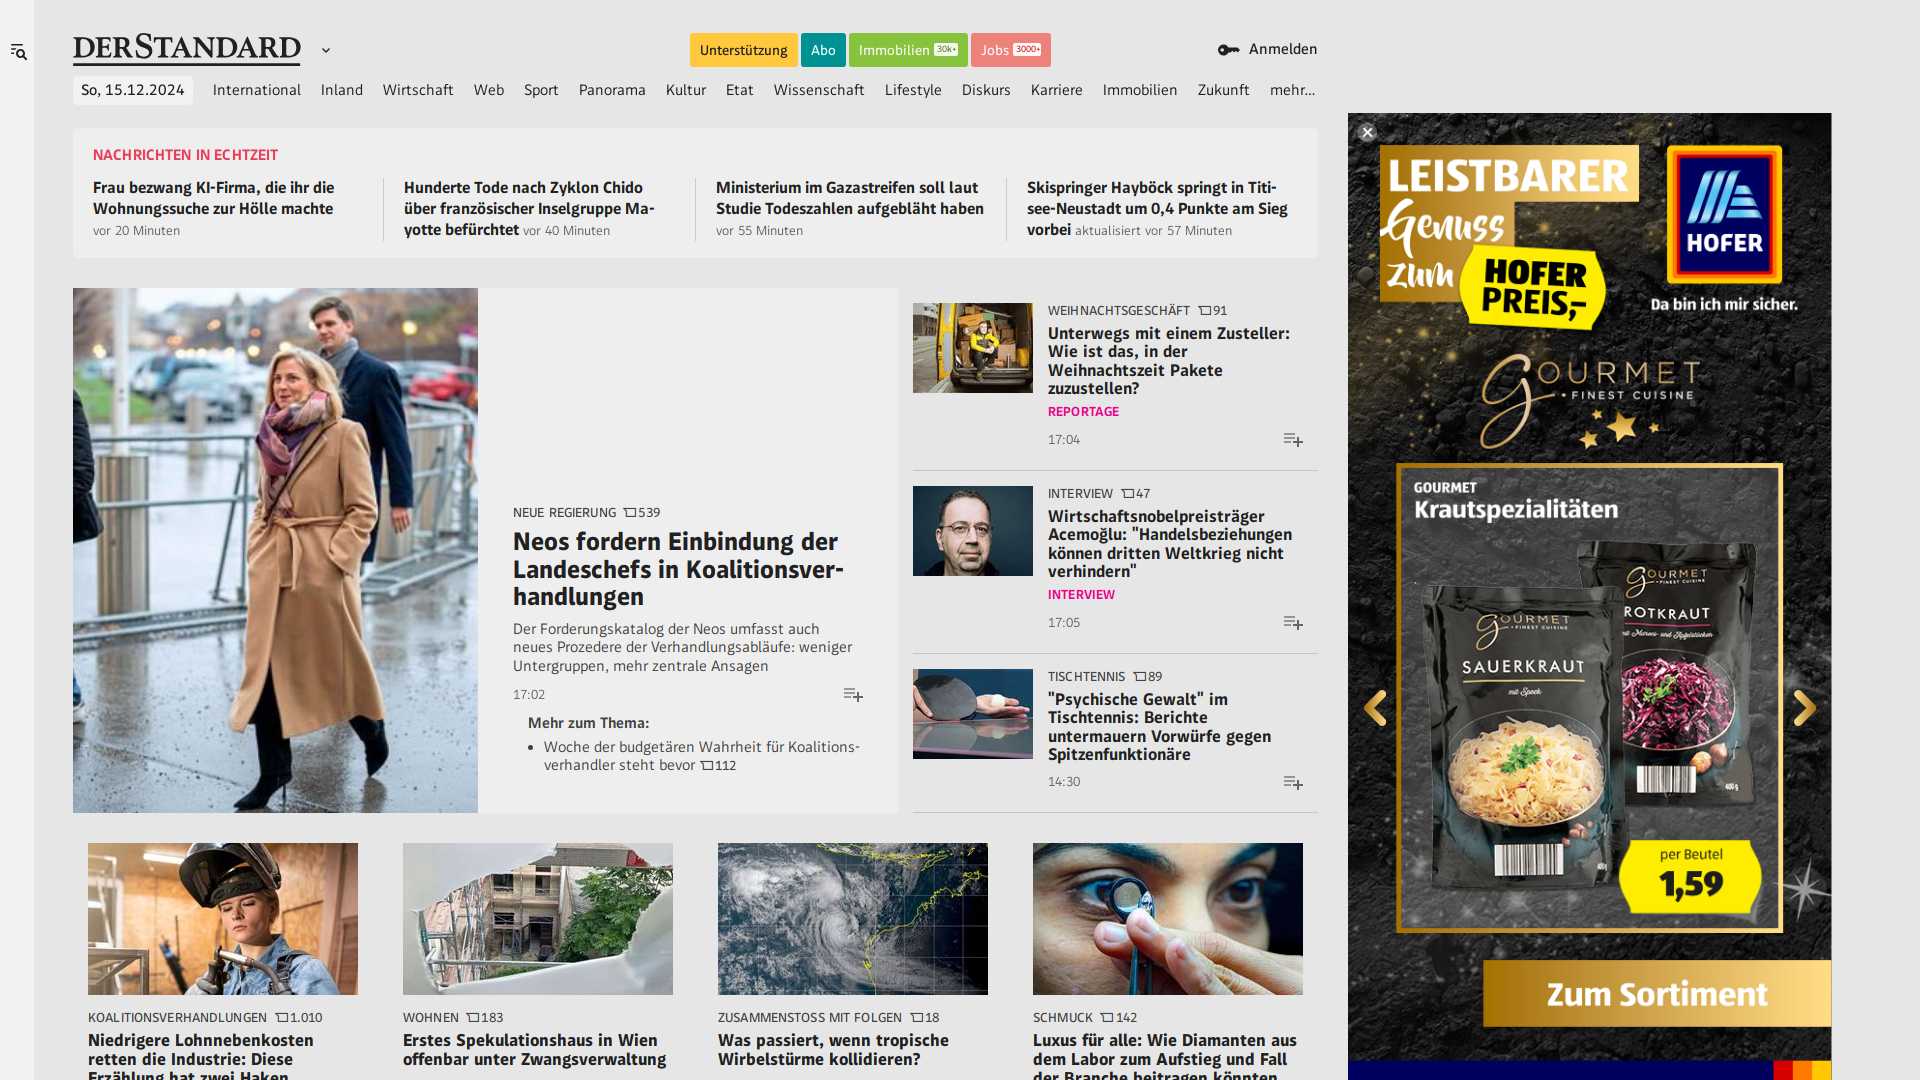 DERSTANDARD
Unterstützung
Abo
Immobilien 30k+
Jobs 3000+
Anmelden
So, 15.12.2024
International
Inland
Wirtschaft
Web
Sport
Panorama
Kultur
Etat
Wissenschaft
Lifestyle
Diskurs
Karriere
Immobilien
Zukunft
mehr...
NACHRICHTEN IN ECHTZEIT
Frau bezwang KI-Firma, die ihr die
Wohnungssuche zur Hölle machte
vor 20 Minuten
Hunderte Tode nach Zyklon Chido
über französischer Inselgruppe Ma-
yotte befürchtet vor 40 Minuten
Ministerium im Gazastreifen soll laut
Studie Todeszahlen aufgebläht haben
vor 55 Minuten
Skispringer Hayböck springt in Titi-
see-Neustadt um 0,4 Punkte am Sieg
vorbei aktualisiert vor 57 Minuten
NEUE REGIERUNG 539
Neos fordern Einbindung der
Landeschefs in Koalitionsver-
handlungen
Der Forderungskatalog der Neos umfasst auch
neues Prozedere der Verhandlungsabläufe: weniger
Untergruppen, mehr zentrale Ansagen
17:02
Mehr zum Thema:
• Woche der budgetären Wahrheit für Koalitions-
verhandler steht bevor 112
WEIHNACHTSGESCHÄFT 91
Unterwegs mit einem Zusteller:
Wie ist das, in der
Weihnachtszeit Pakete
zuzustellen?
REPORTAGE
17:04
INTERVIEW 47
Wirtschaftsnobelpreisträger
Acemoğlu: "Handelsbeziehungen
können dritten Weltkrieg nicht
verhindern"
INTERVIEW
17:05
TISCHTENNIS 89
"Psychische Gewalt" im
Tischtennis: Berichte
untermauern Vorwürfe gegen
Spitzenfunktionäre
14:30
KOALITIONSVERHANDLUNGEN 1.010
Niedrigere Lohnnebenkosten
retten die Industrie: Diese
Erzählung hat zwei Haken
WOHNEN 183
Erstes Spekulationshaus in Wien
offenbar unter Zwangsverwaltung
ZUSAMMENSTOSS MIT FOLGEN 18
Was passiert, wenn tropische
Wirbelstürme kollidieren?
SCHMUCK 142
Luxus für alle: Wie Diamanten aus
dem Labor zum Aufstieg und Fall
der Branche beitragen könnten
LEISTBARER
Genuss
zum
HOFER
PREIS,-
HOFER
Da bin ich mir sicher.
GOURMET
• FINEST CUISINE
GOURMET
Krautspezialitäten
GOURMET
• FINEST CUISINE
ROTKRAUT
mit Maroni- und Apfelstücken
400 g
GOURMET
• FINEST CUISINE
SAUERKRAUT
mit Speck
400 g
per Beutel
1,59
Zum Sortiment